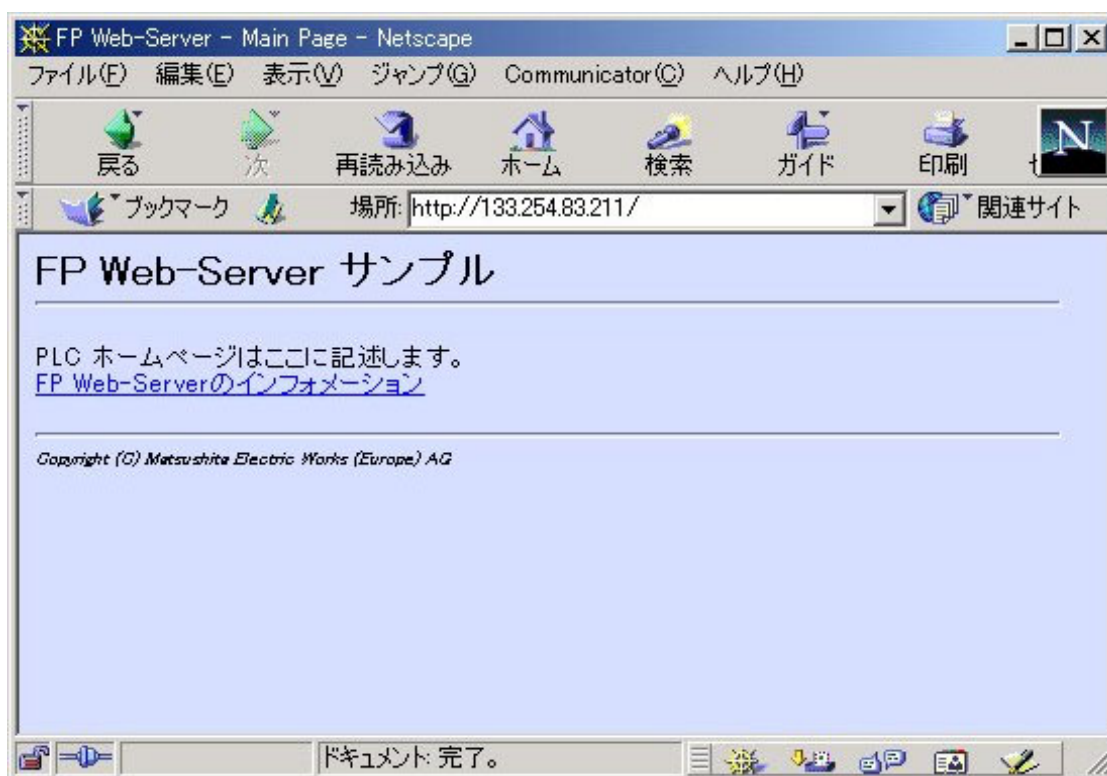 FP Web-Server - Main Page - Netscape
ファイル(F) 編集(E) 表示(V) ジャンプ(G) Communicator(C) ヘルプ(H)
戻る 次 再読み込み ホーム 検索 ガイド 印刷 N
ブックマーク 場所: http://133.254.83.211/ 関連サイト
FP Web-Server サンプル
PLC ホームページはここに記述します。
FP Web-Serverのインフォメーション
Copyright (C) Matsushita Electric Works (Europe) AG
ドキュメント: 完了。